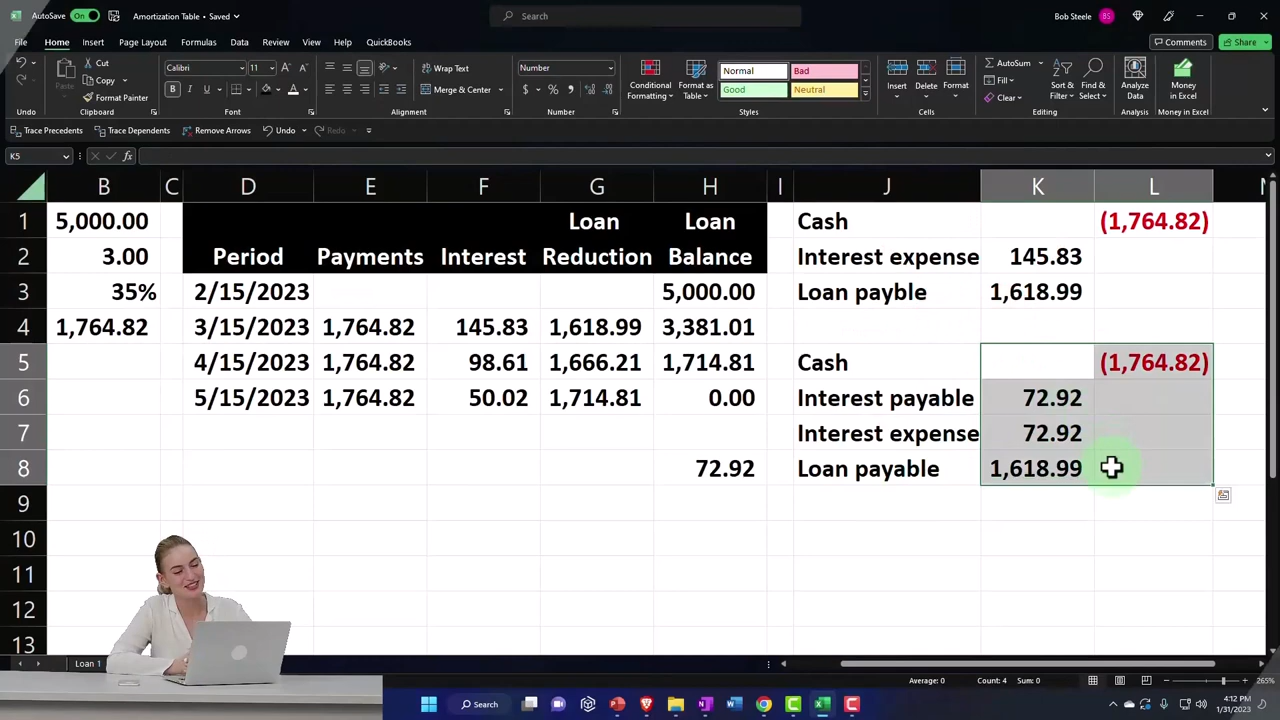 AutoSave On Amortization Table • Saved Search Bob Steele BS
File Home Insert Page Layout Formulas Data Review View Help QuickBooks Comments Share
Cut Calibri 11 Wrap Text Number Normal Bad AutoSum
Copy Fill
Paste Format Painter B I U Merge & Center $ % Conditional Formatting Format as Table Good Neutral Insert Delete Format Clear Sort & Filter Find & Select Analyze Data Money in Excel
Undo Clipboard Font Alignment Number Styles Cells Editing Analysis Money in Excel
Trace Precedents Trace Dependents Remove Arrows Undo Redo
K5 fx
B C D E F G H I J K L
1 5,000.00 Loan Loan Cash (1,764.82)
2 3.00 Period Payments Interest Reduction Balance Interest expense 145.83
3 35% 2/15/2023 5,000.00 Loan payble 1,618.99
4 1,764.82 3/15/2023 1,764.82 145.83 1,618.99 3,381.01
5 4/15/2023 1,764.82 98.61 1,666.21 1,714.81 Cash (1,764.82)
6 5/15/2023 1,764.82 50.02 1,714.81 0.00 Interest payable 72.92
7 Interest expense 72.92
8 72.92 Loan payable 1,618.99
9
10
11
12
13
Loan 1
Average: 0 Count: 4 Sum: 0 265%
Search 4:12 PM
1/31/2023